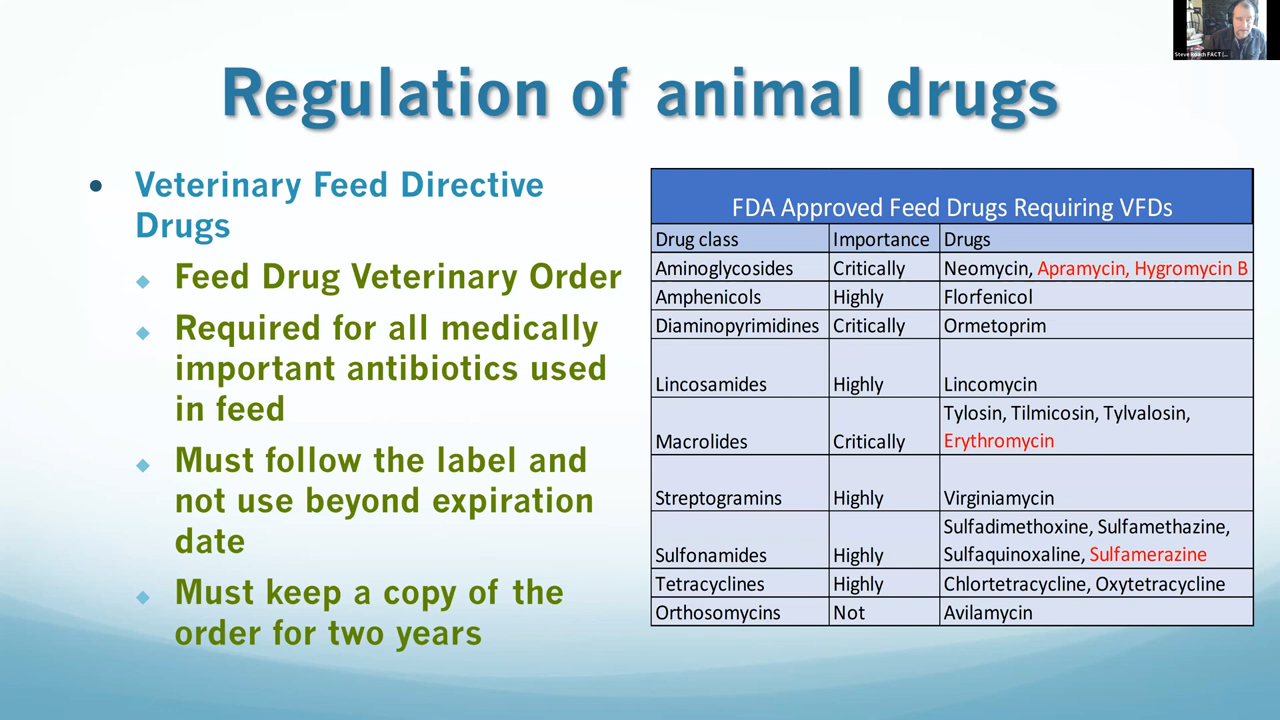 Steve Roach FACT (...
Regulation of animal drugs
• Veterinary Feed Directive
Drugs
Feed Drug Veterinary Order
Required for all medically
important antibiotics used
in feed
Must follow the label and
not use beyond expiration
date
Must keep a copy of the
order for two years
FDA Approved Feed Drugs Requiring VFDs
Drug class Importance Drugs
Aminoglycosides Critically Neomycin, Apramycin, Hygromycin B
Amphenicols Highly Florfenicol
Diaminopyrimidines Critically Ormetoprim
Lincosamides Highly Lincomycin
Tylosin, Tilmicosin, Tylvalosin,
Macrolides Critically Erythromycin
Streptogramins Highly Virginiamycin
Sulfadimethoxine, Sulfamethazine,
Sulfonamides Highly Sulfaquinoxaline, Sulfamerazine
Tetracyclines Highly Chlortetracycline, Oxytetracycline
Orthosomycins Not Avilamycin